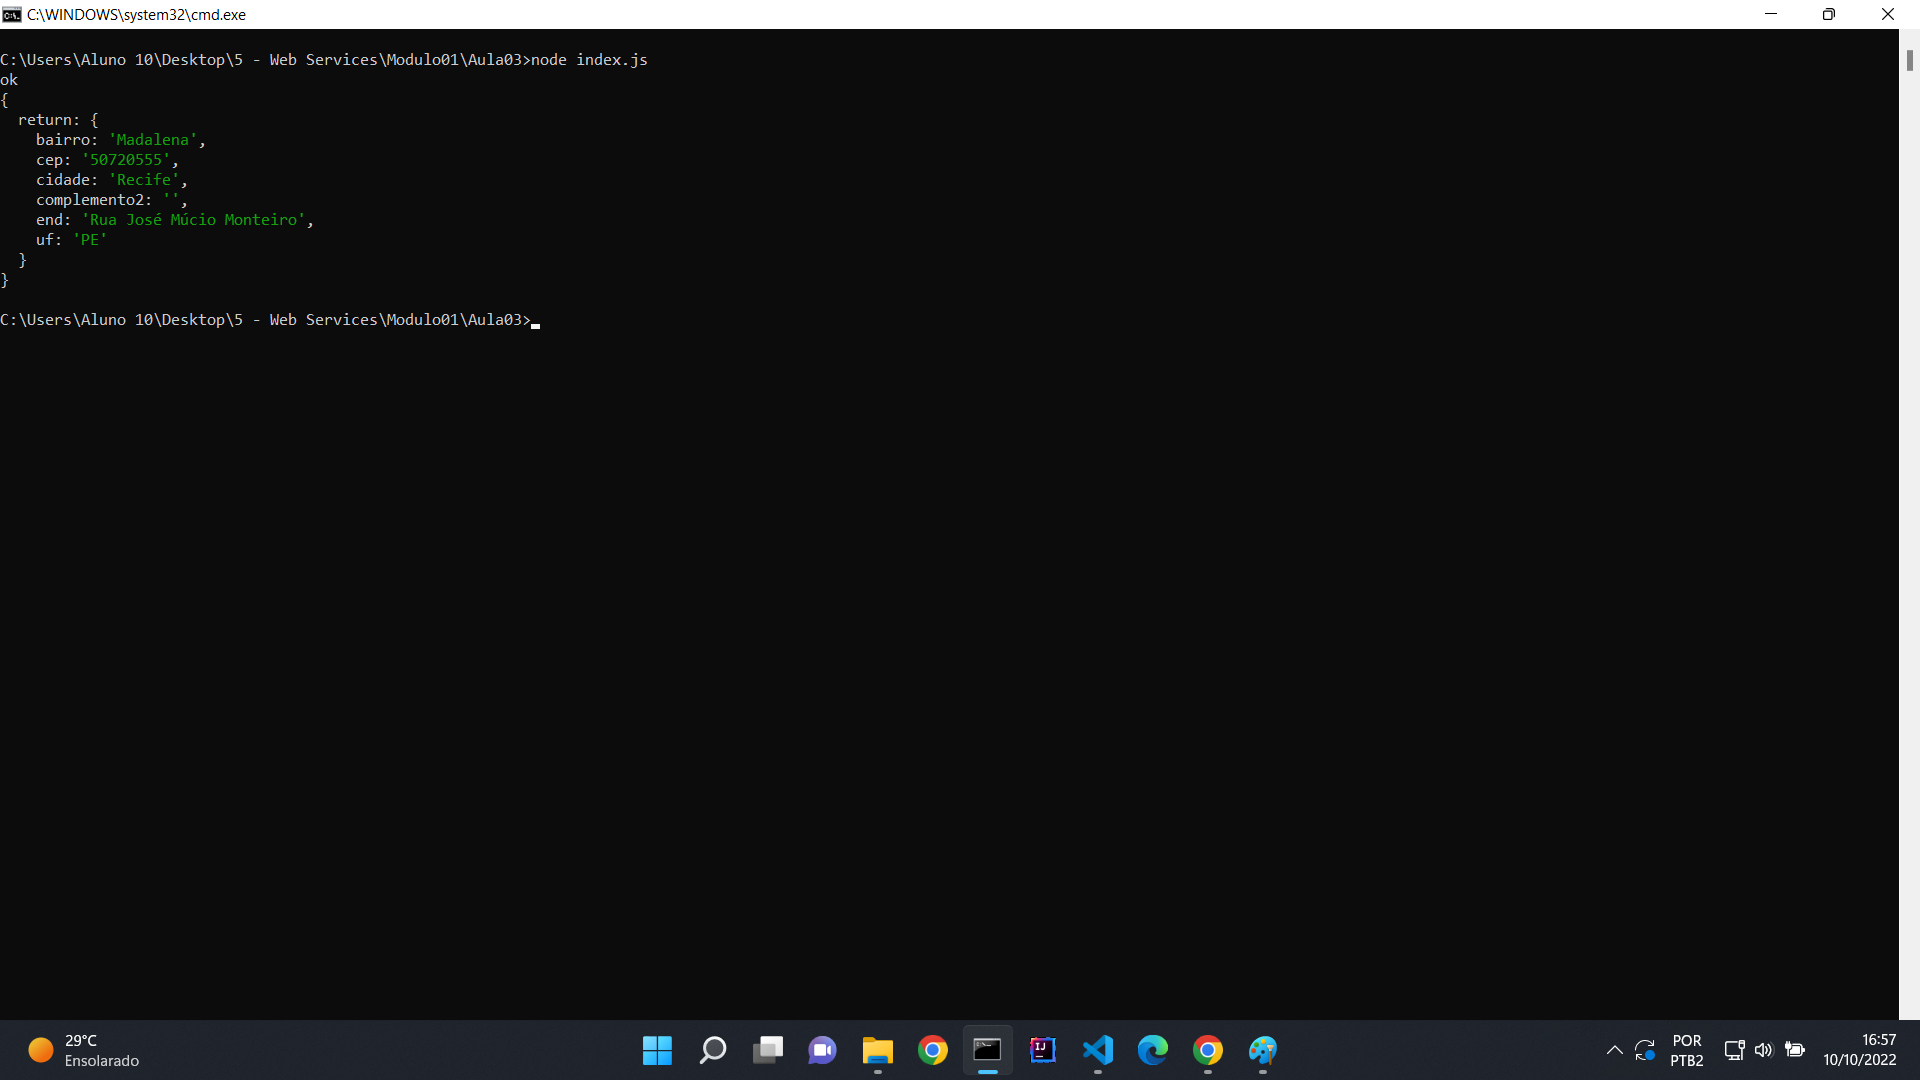 C:\WINDOWS\system32\cmd.exe
C:\Users\Aluno 10\Desktop\5 - Web Services\Modulo01\Aula03>node index.js
ok
{
  return: {
    bairro: 'Madalena',
    cep: '50720555',
    cidade: 'Recife',
    complemento2: '',
    end: 'Rua José Múcio Monteiro',
    uf: 'PE'
  }
}
C:\Users\Aluno 10\Desktop\5 - Web Services\Modulo01\Aula03>
29°C
Ensolarado
IJ
POR
PTB2
16:57
10/10/2022